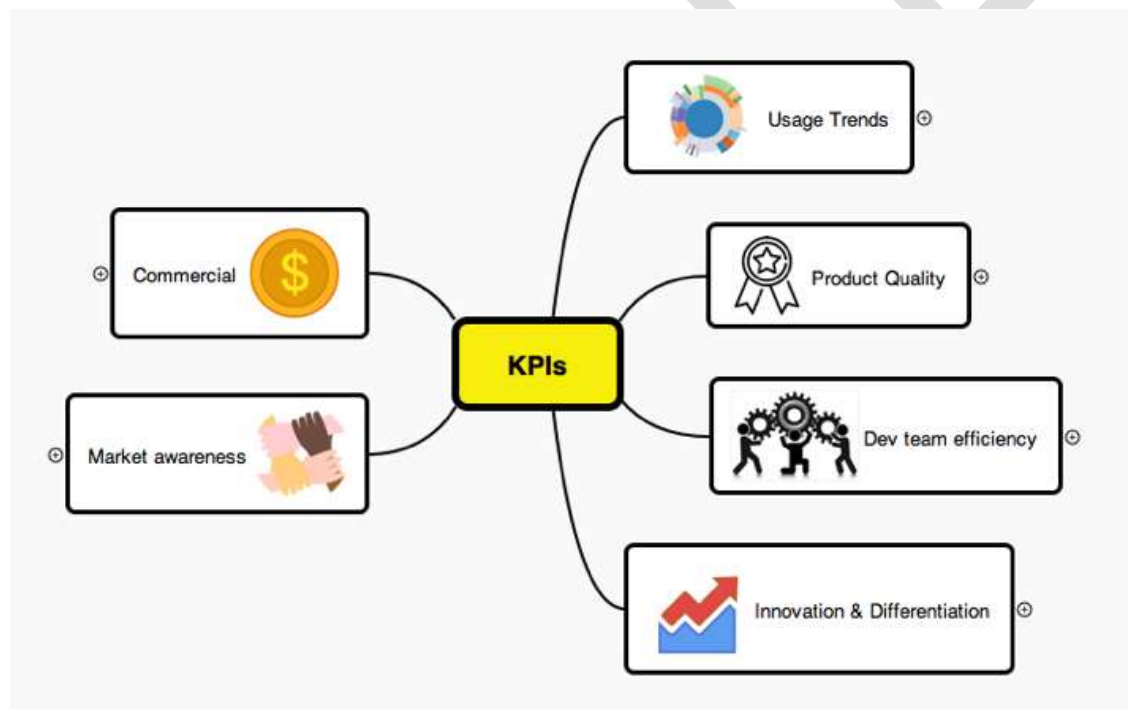 Usage Trends
Commercial
$
Product Quality
KPIs
Market awareness
Dev team efficiency
Innovation & Differentiation